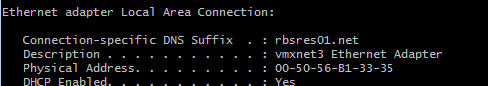 Ethernet adapter Local Area Connection:
Connection-specific DNS Suffix  . : rbsres01.net
Description . . . . . . . . . . . : vmxnet3 Ethernet Adapter
Physical Address. . . . . . . . . : 00-50-56-B1-33-35
DHCP Enabled. . . . . . . . . . . : Yes